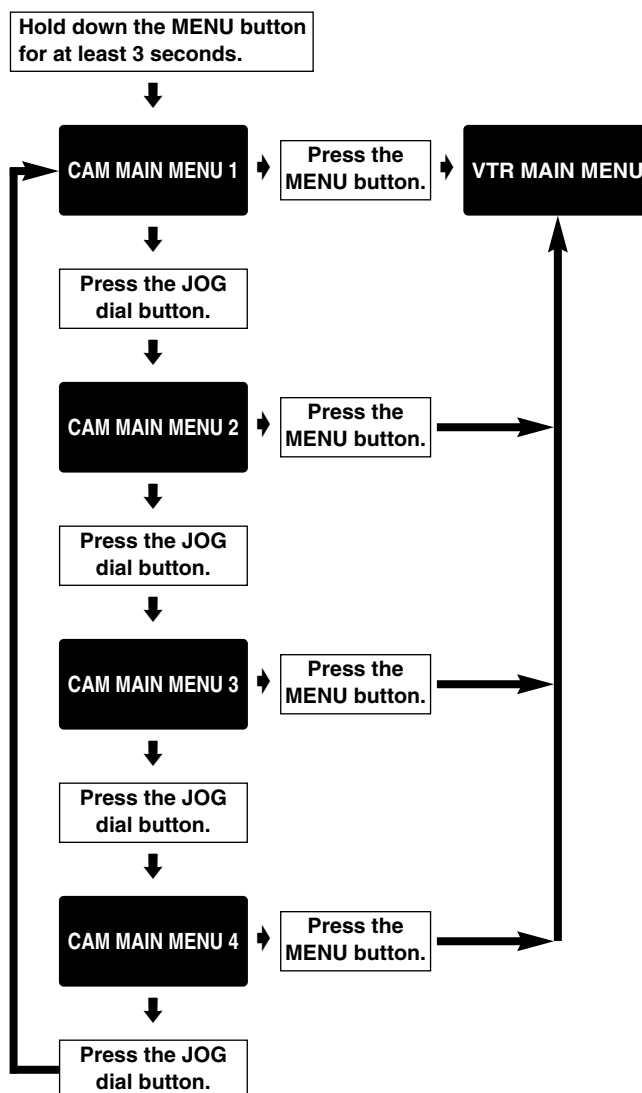 Hold down the MENU button
for at least 3 seconds.
CAM MAIN MENU 1
Press the
MENU button.
VTR MAIN MENU
Press the JOG
dial button.
CAM MAIN MENU 2
Press the
MENU button.
Press the JOG
dial button.
CAM MAIN MENU 3
Press the
MENU button.
Press the JOG
dial button.
CAM MAIN MENU 4
Press the
MENU button.
Press the JOG
dial button.